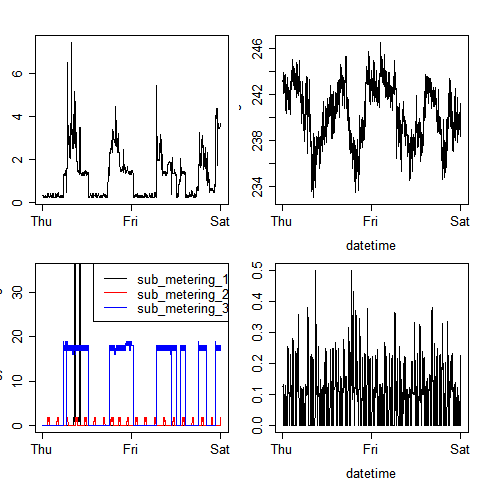 0 2 4 6
Thu Fri Sat
234 238 242 246
Thu Fri Sat
datetime
0 10 20 30
sub_metering_1
sub_metering_2
sub_metering_3
Thu Fri Sat
0.0 0.1 0.2 0.3 0.4 0.5
Thu Fri Sat
datetime